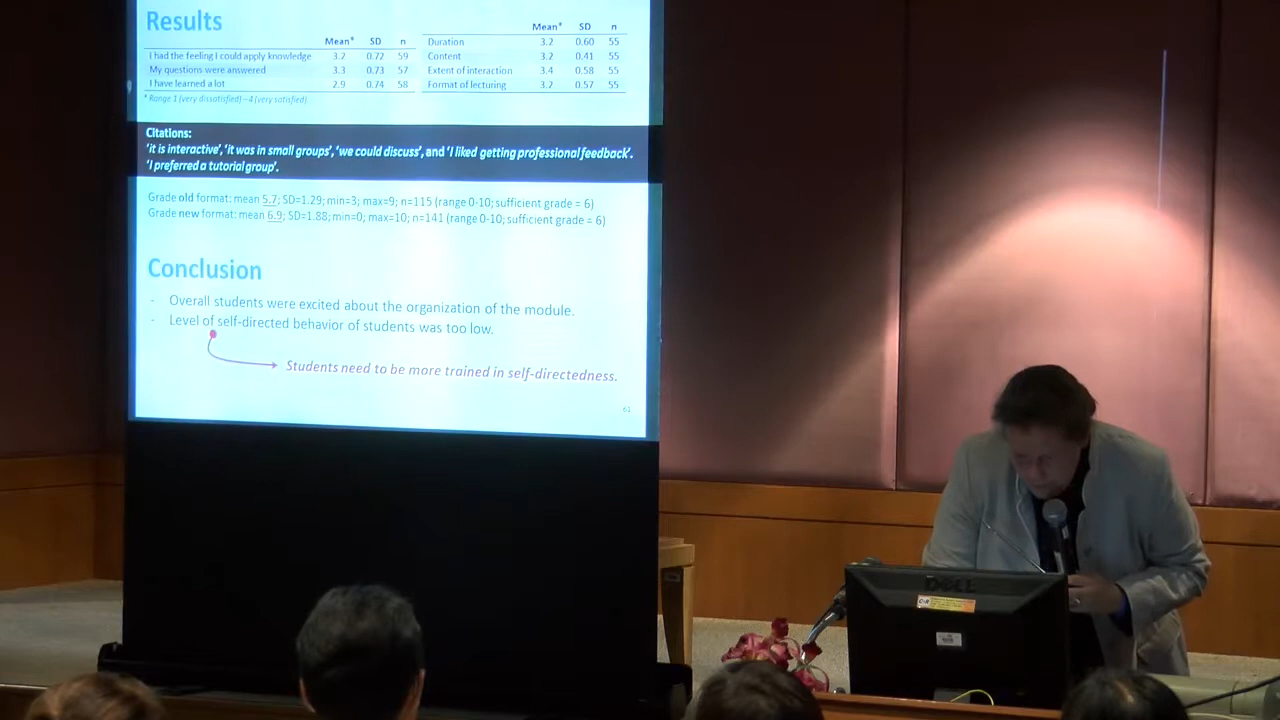 Results
Mean* SD n
I had the feeling I could apply knowledge 3.2 0.72 59
My questions were answered 3.3 0.73 57
I have learned a lot 2.9 0.74 58
* Range 1 (very dissatisfied) – 4 (very satisfied)
Mean* SD n
Duration 3.2 0.60 55
Content 3.2 0.41 55
Extent of interaction 3.4 0.58 55
Format of lecturing 3.2 0.57 55
Citations:
'it is interactive', 'it was in small groups', 'we could discuss', and 'I liked getting professional feedback'.
'I preferred a tutorial group'.
Grade old format: mean 5.7; SD=1.29; min=3; max=9; n=115 (range 0-10; sufficient grade = 6)
Grade new format: mean 6.9; SD=1.88; min=0; max=10; n=141 (range 0-10; sufficient grade = 6)
Conclusion
- Overall students were excited about the organization of the module.
- Level of self-directed behavior of students was too low.
Students need to be more trained in self-directedness.
61
DELL